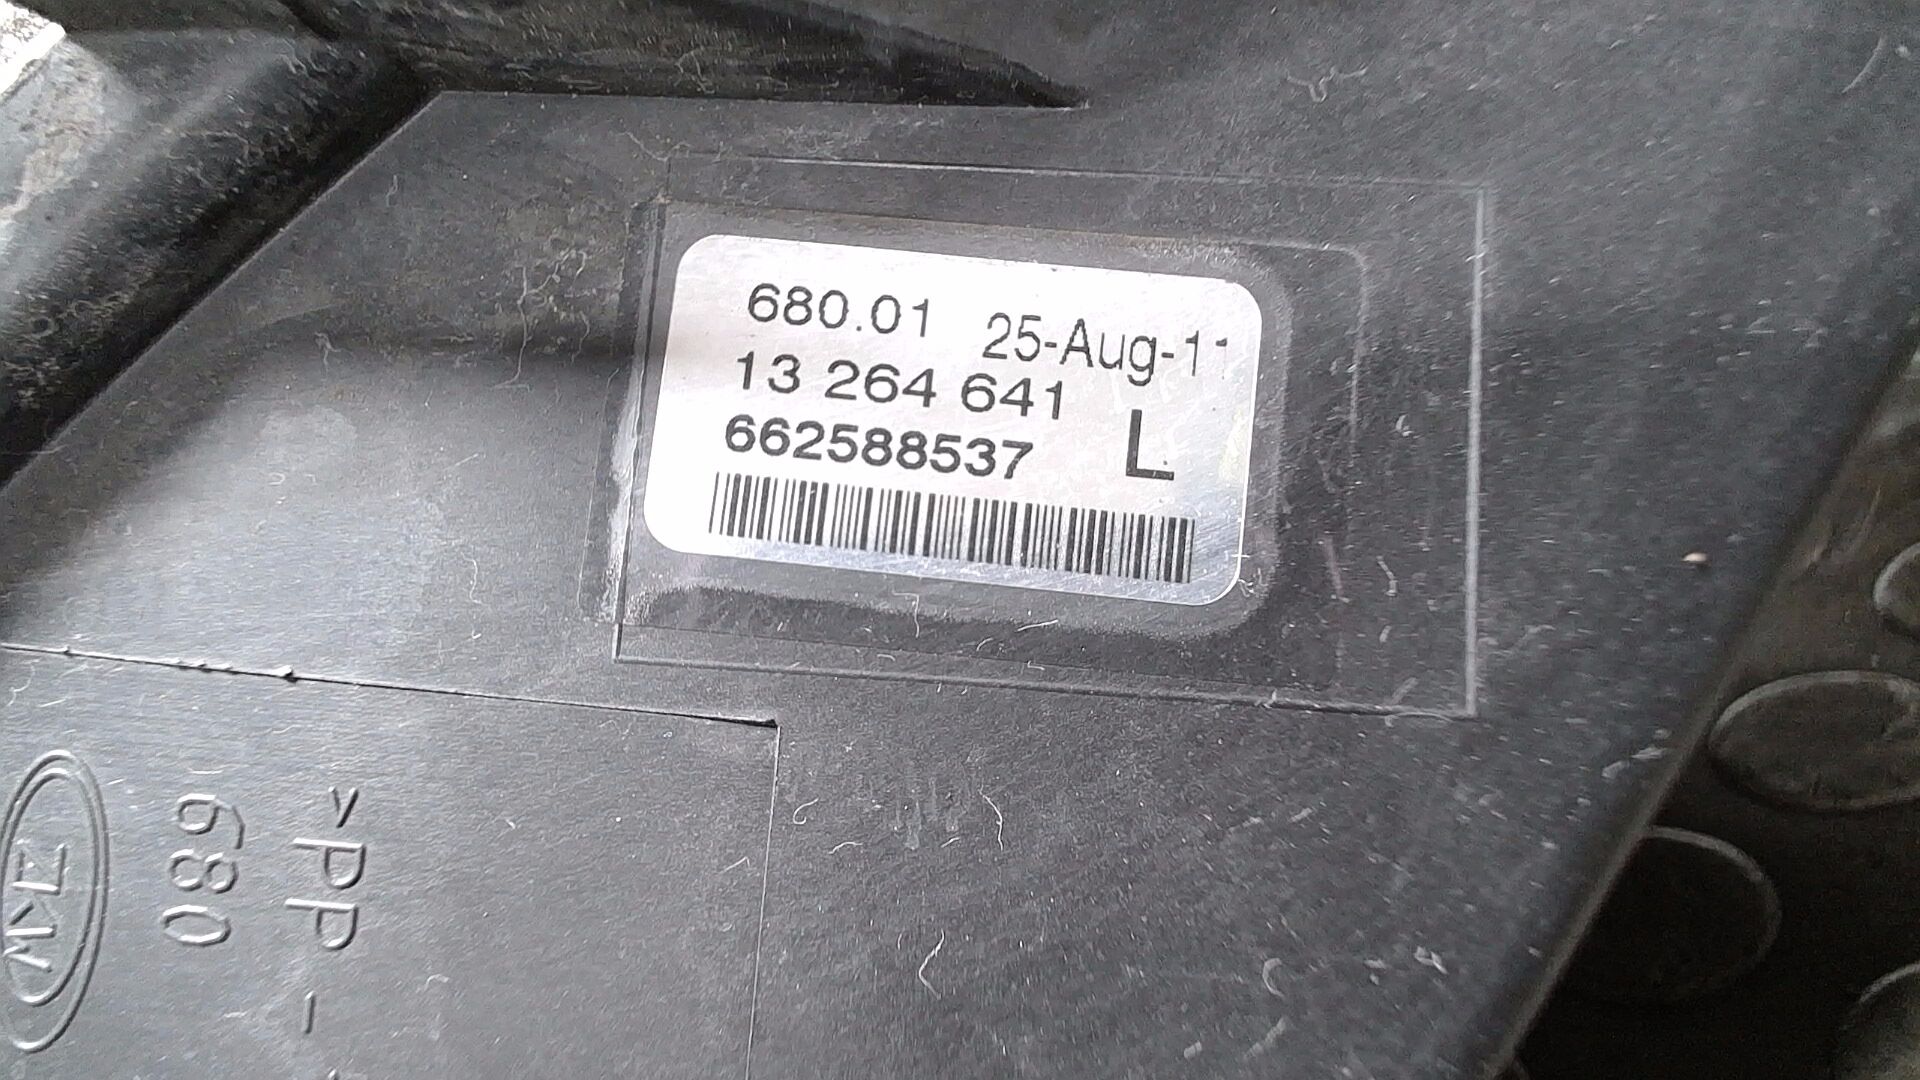 680.01 25-Aug-11
13 264 641
662588537 L
>PP-
680